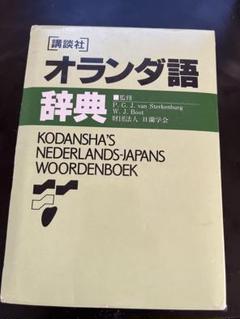 講談社
オランダ語
辞典
■監修
P. G. J. van Sterkenburg
W. J. Boot
財団法人 日蘭学会
KODANSHA'S
NEDERLANDS-JAPANS
WOORDENBOEK